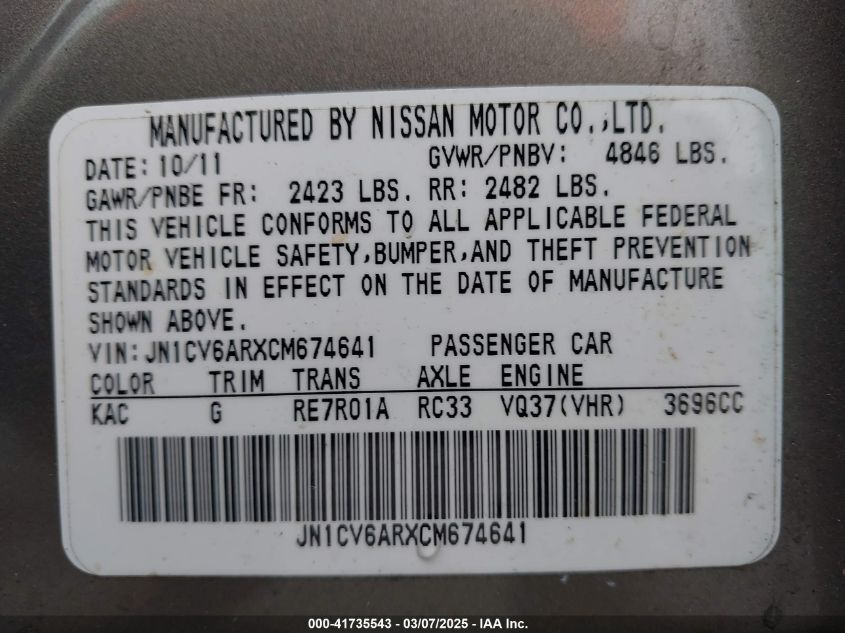 MANUFACTURED BY NISSAN MOTOR CO.,LTD.
DATE: 10/11 GVWR/PNBV: 4846 LBS.
GAWR/PNBE FR: 2423 LBS. RR: 2482 LBS.
THIS VEHICLE CONFORMS TO ALL APPLICABLE FEDERAL
MOTOR VEHICLE SAFETY,BUMPER,AND THEFT PREVENTION
STANDARDS IN EFFECT ON THE DATE OF MANUFACTURE
SHOWN ABOVE.
VIN: JN1CV6ARXCM674641 PASSENGER CAR
COLOR TRIM TRANS AXLE ENGINE
KAC G RE7R01A RC33 VQ37(VHR) 3696CC
JN1CV6ARXCM674641
000-41735543 - 03/07/2025 - IAA Inc.